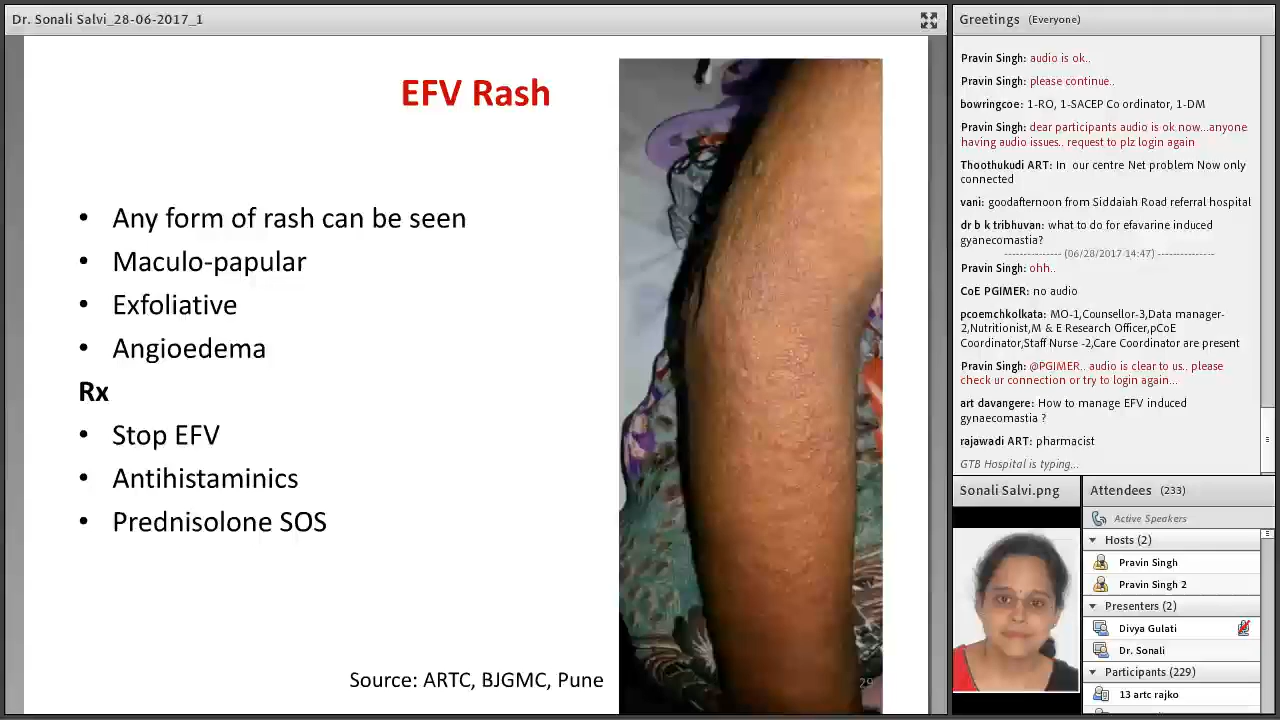 Dr. Sonali Salvi_28-06-2017_1
EFV Rash
• Any form of rash can be seen
• Maculo-papular
• Exfoliative
• Angioedema
Rx
• Stop EFV
• Antihistaminics
• Prednisolone SOS
Source: ARTC, BJGMC, Pune
29
Greetings (Everyone)
Pravin Singh: audio is ok..
Pravin Singh: please continue..
bowringcoe: 1-RO, 1-SACEP Co ordinator, 1-DM
Pravin Singh: dear participants audio is ok now...anyone
having audio issues.. request to plz login again
Thoothukudi ART: In our centre Net problem Now only
connected
vani: goodafternoon from Siddaiah Road referral hospital
dr b k tribhuvan: what to do for efavarine induced
gyanecomastia?
--------------- (06/28/2017 14:47) ---------------
Pravin Singh: ohh..
CoE PGIMER: no audio
pcoemchkolkata: MO-1,Counsellor-3,Data manager-
2,Nutritionist,M & E Research Officer,pCoE
Coordinator,Staff Nurse -2,Care Coordinator are present
Pravin Singh: @PGIMER.. audio is clear to us.. please
check ur connection or try to login again...
art davangere: How to manage EFV induced
gynaecomastia ?
rajawadi ART: pharmacist
GTB Hospital is typing...
Sonali Salvi.png
Attendees (233)
Active Speakers
Hosts (2)
Pravin Singh
Pravin Singh 2
Presenters (2)
Divya Gulati
Dr. Sonali
Participants (229)
13 artc rajko